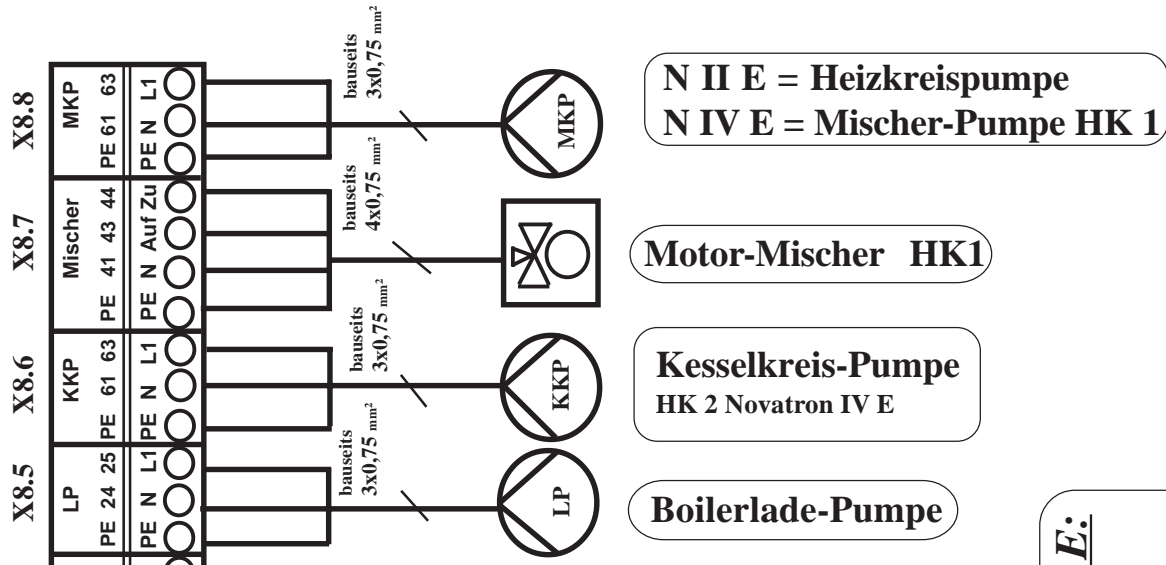 X8.8
MKP
PE 61 63
PE N L1
bauseits
3x0,75 mm²
MKP
N II E = Heizkreispumpe
N IV E = Mischer-Pumpe HK 1
X8.7
Mischer
PE 41 43 44
PE N Auf Zu
bauseits
4x0,75 mm²
Motor-Mischer HK1
X8.6
KKP
PE 61 63
PE N L1
bauseits
3x0,75 mm²
KKP
Kesselkreis-Pumpe
HK 2 Novatron IV E
X8.5
LP
PE 24 25
PE N L1
bauseits
3x0,75 mm²
LP
Boilerlade-Pumpe
E: